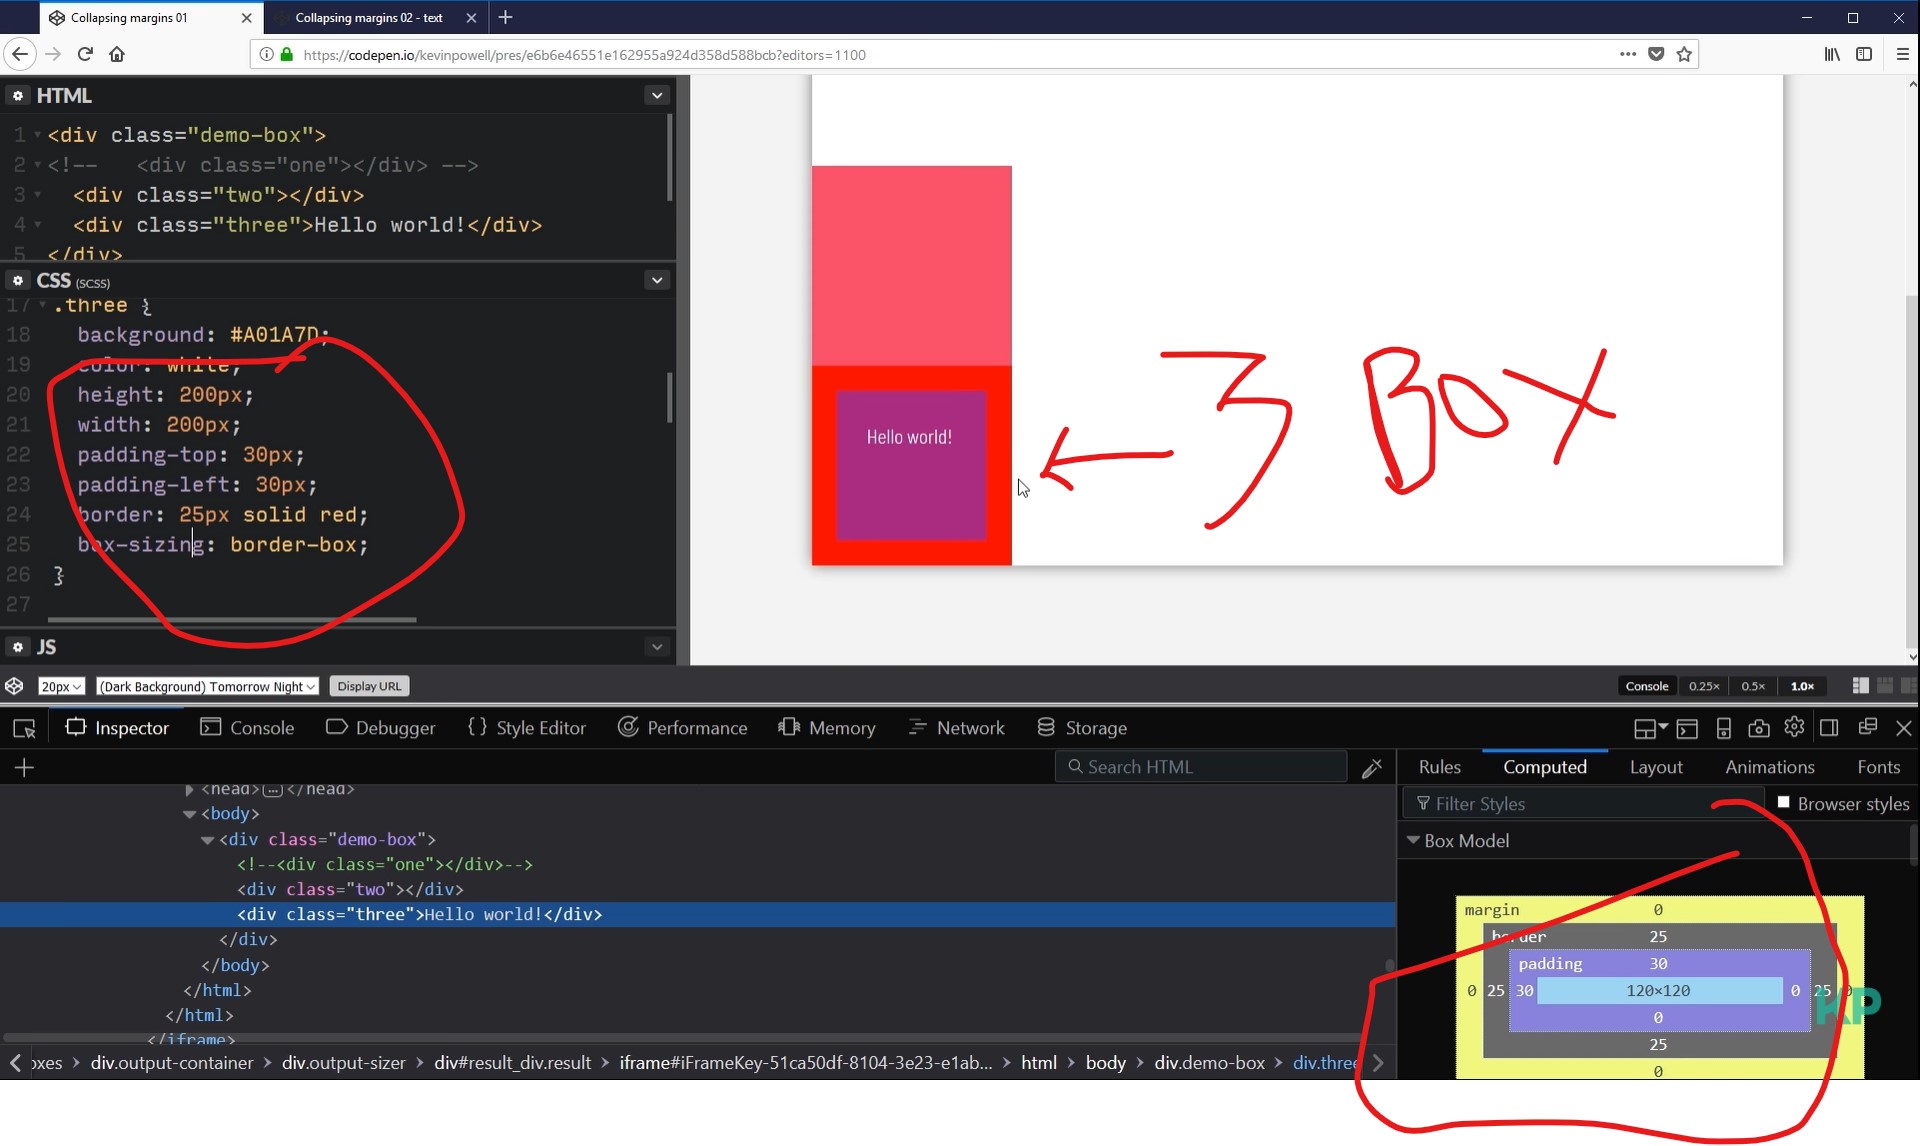 Collapsing margins 01
Collapsing margins 02 - text
https://codepen.io/kevinpowell/pres/e6b6e46551e162955a924d358d588bcb?editors=1100
HTML
1 <div class="demo-box">
2 <!-- <div class="one"></div> -->
3 <div class="two"></div>
4 <div class="three">Hello world!</div>
5 </div>
CSS (SCSS)
17 .three {
18 background: #A01A7D;
19 color: white;
20 height: 200px;
21 width: 200px;
22 padding-top: 30px;
23 padding-left: 30px;
24 border: 25px solid red;
25 box-sizing: border-box;
26 }
27
JS
Hello world!
3 BOX
20px (Dark Background) Tomorrow Night Display URL
Console 0.25× 0.5× 1.0×
Inspector Console Debugger {} Style Editor Performance Memory Network Storage
+ Search HTML
<head>…</head>
<body>
<div class="demo-box">
<!--<div class="one"></div>-->
<div class="two"></div>
<div class="three">Hello world!</div>
</div>
</body>
</html>
</html>
</iframe>
oxes > div.output-container > div.output-sizer > div#result_div.result > iframe#iFrameKey-51ca50df-8104-3e23-e1ab... > html > body > div.demo-box > div.three
Rules Computed Layout Animations Fonts
Filter Styles Browser styles
Box Model
margin 0
border 25
padding 30
0 25 30 120×120 0 25 0
0
25
0
KP